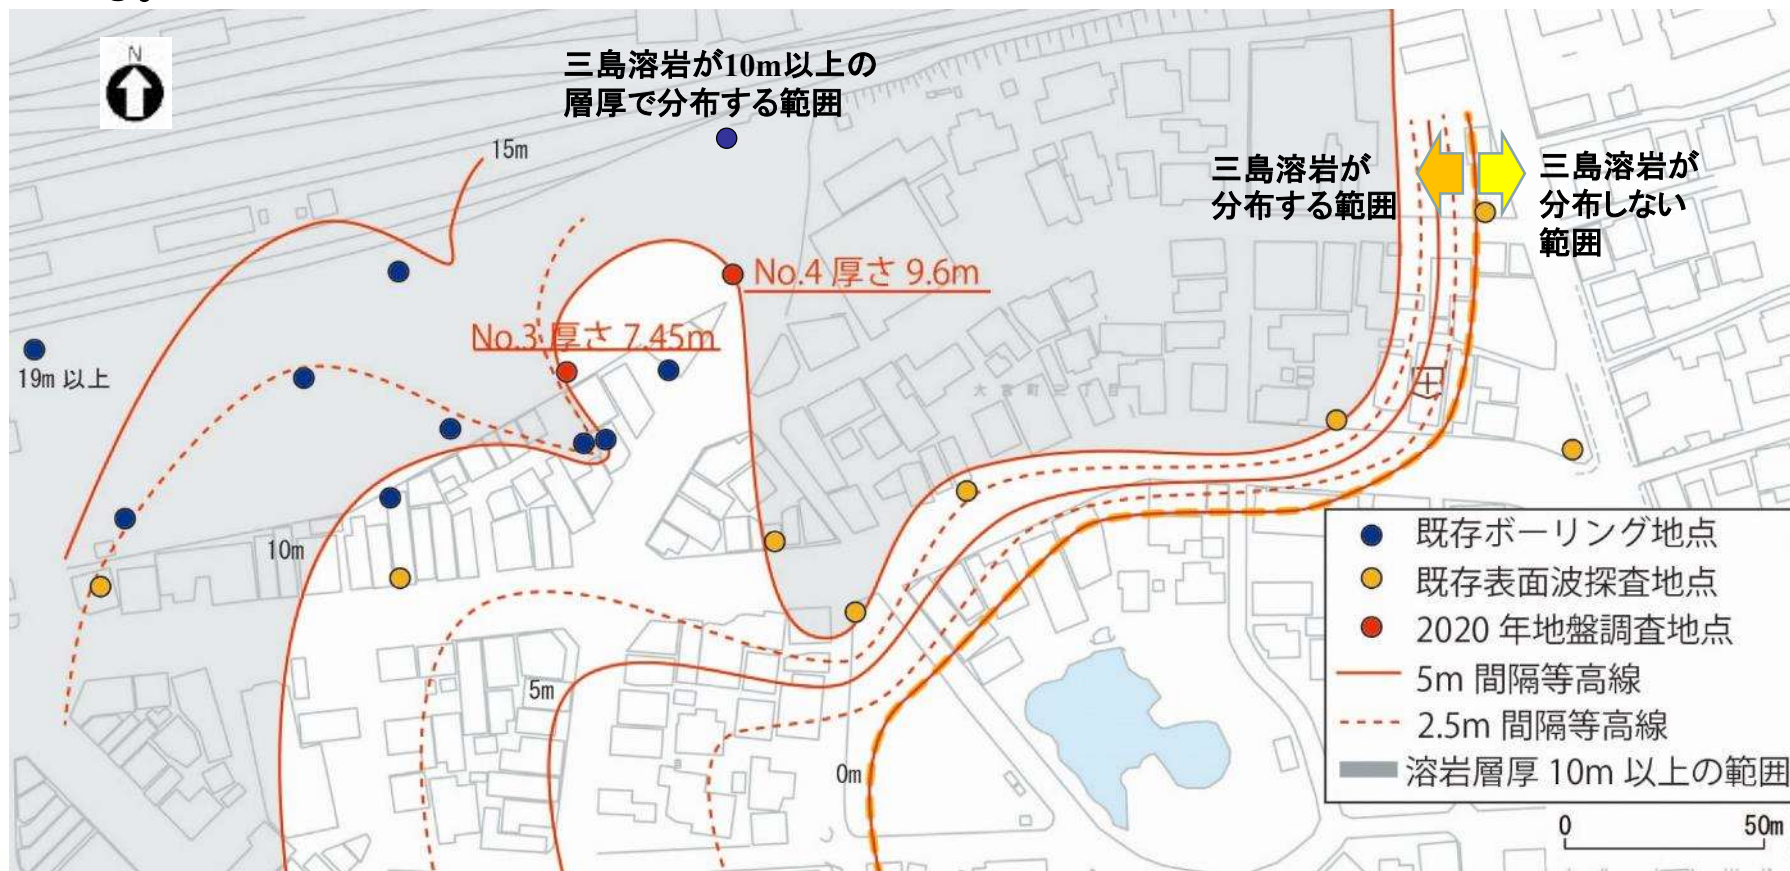 る。
N
三島溶岩が10m以上の
層厚で分布する範囲
15m
三島溶岩が
分布する範囲
三島溶岩が
分布しない
範囲
No.4 厚さ 9.6m
No.3 厚さ 7.45m
19m 以上
10m
5m
0m
既存ボーリング地点
既存表面波探査地点
2020 年地盤調査地点
5m 間隔等高線
2.5m 間隔等高線
溶岩層厚 10m 以上の範囲
0
50m